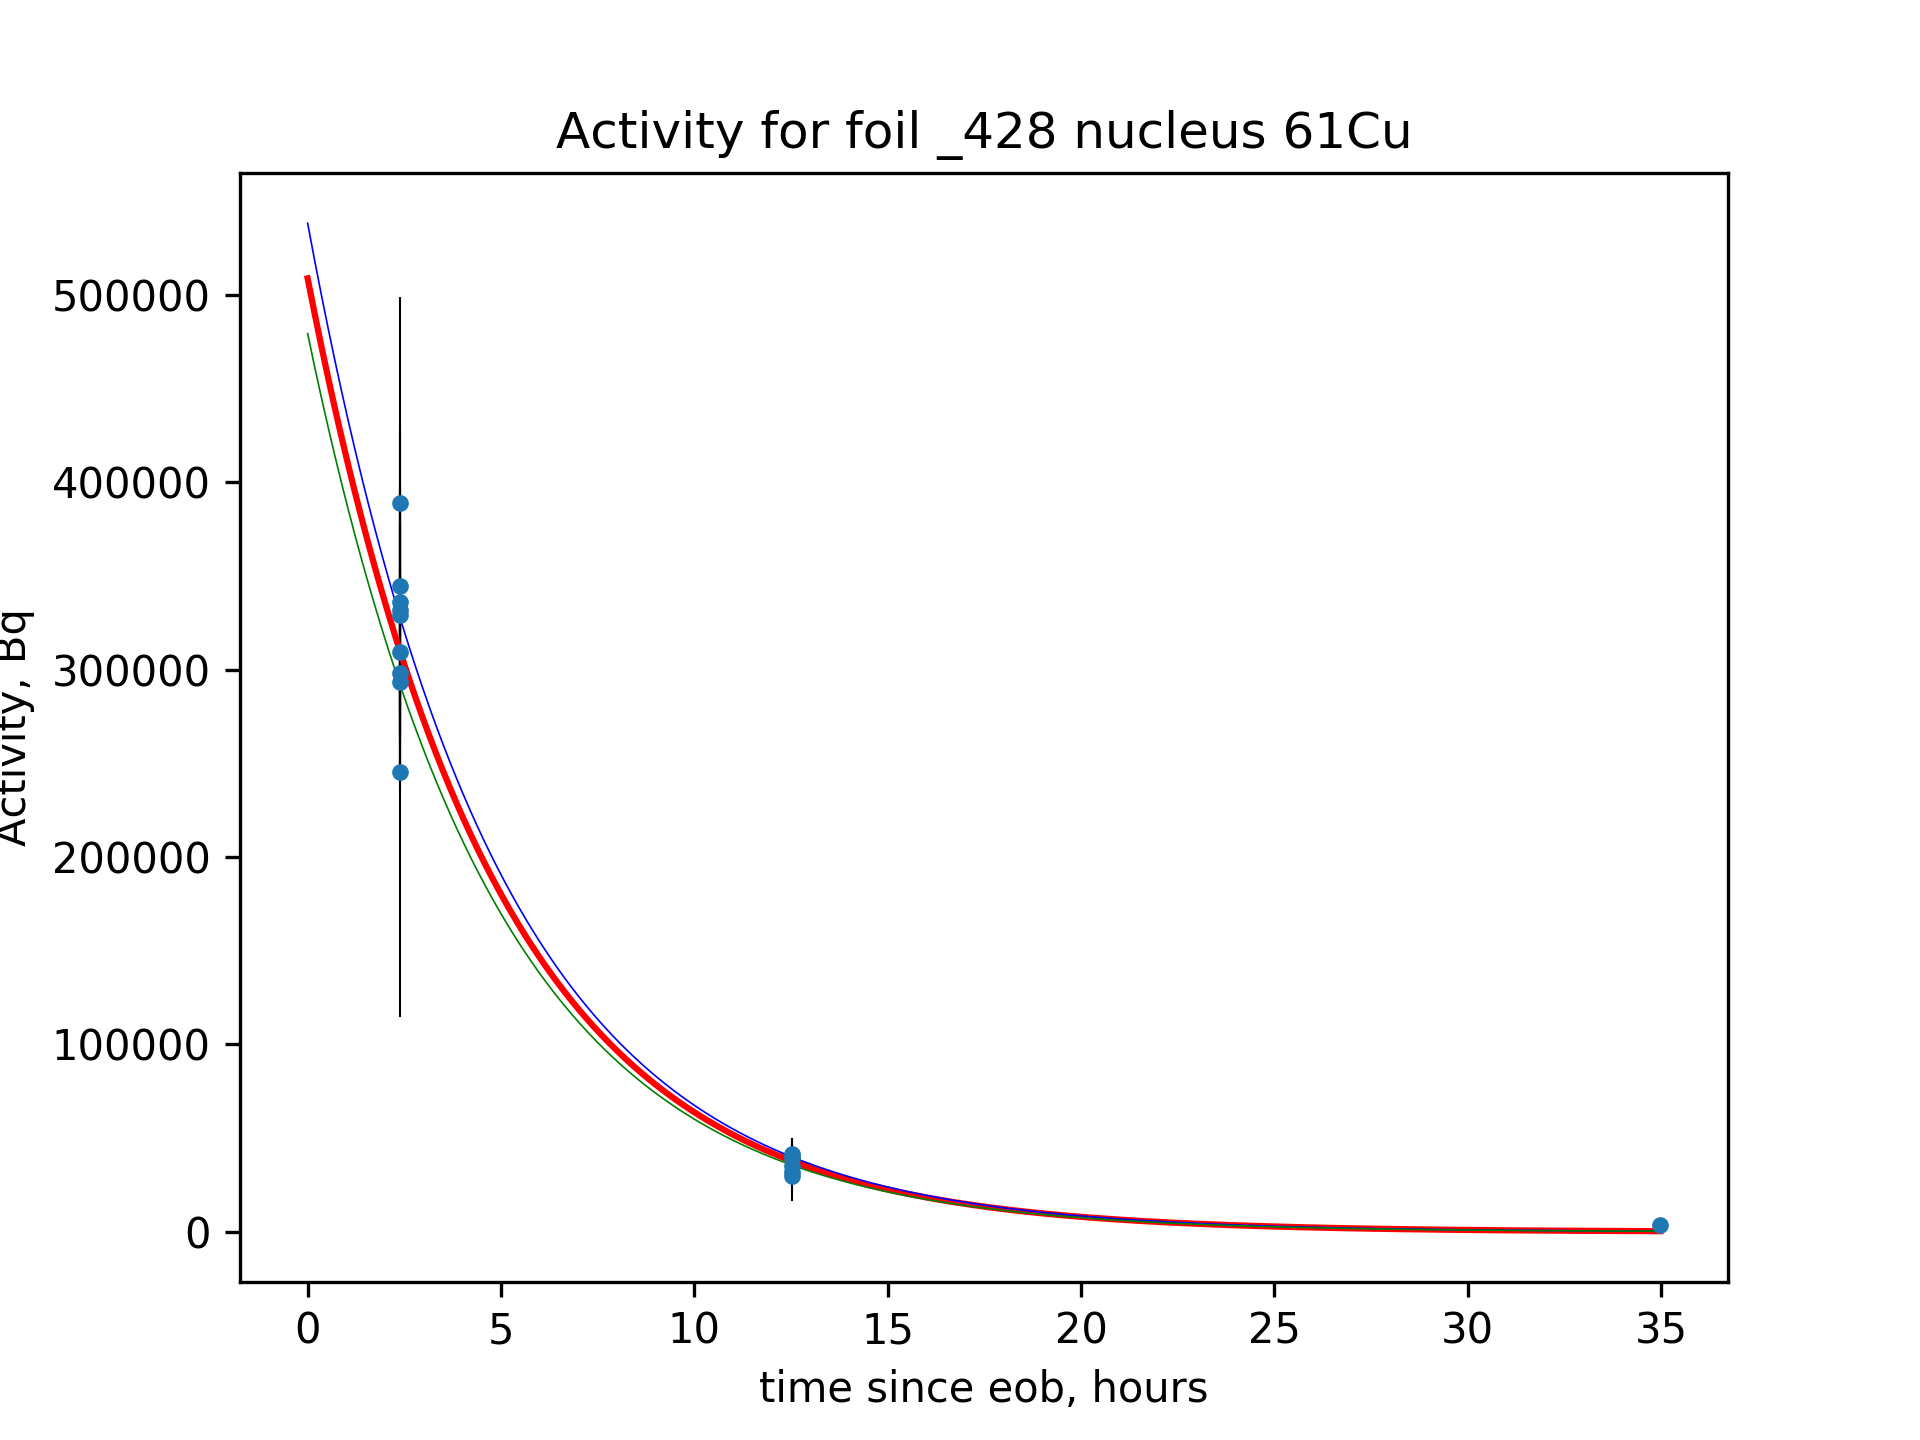 Activity for foil _428 nucleus 61Cu
500000
400000
300000
200000
100000
0
Activity, Bq
0 5 10 15 20 25 30 35
time since eob, hours